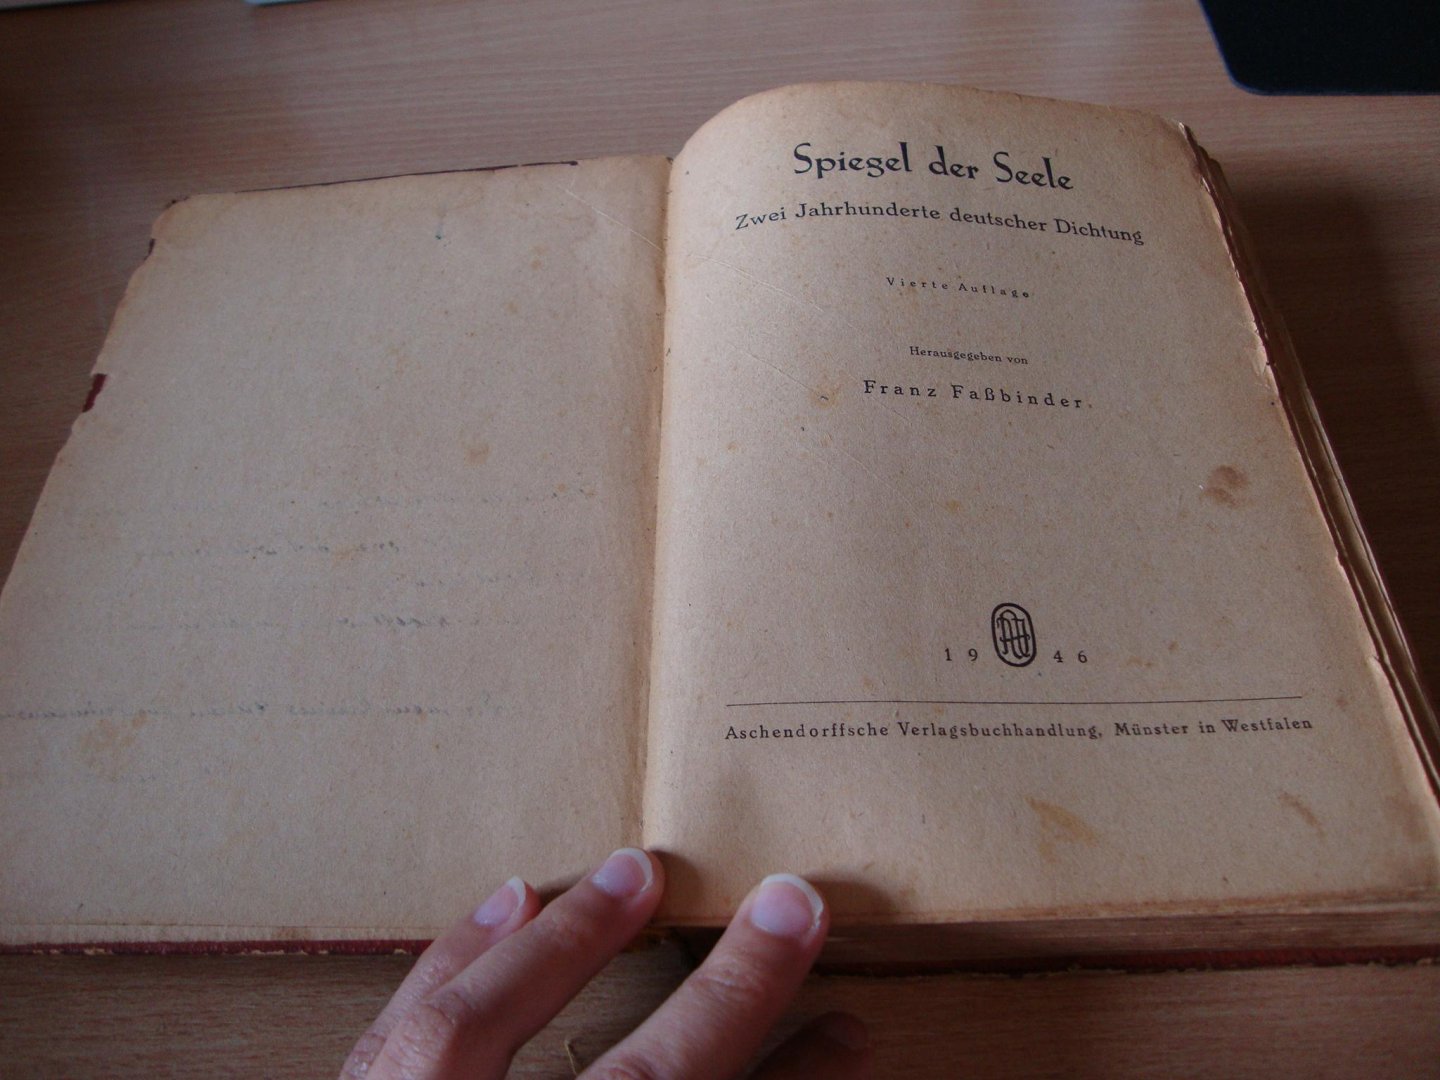 Spiegel der Seele
Zwei Jahrhunderte deutscher Dichtung
Vierte Auflage
Herausgegeben von
Franz Faßbinder
19 46
Aschendorffsche Verlagsbuchhandlung, Münster in Westfalen